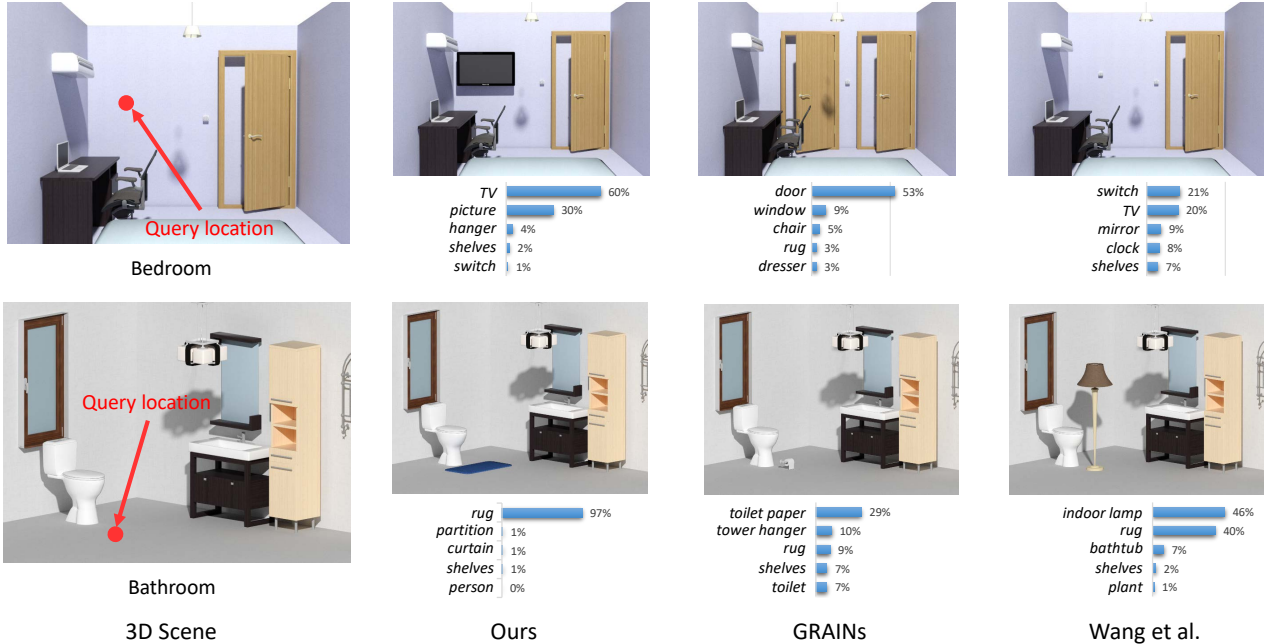 Query location
Bedroom
TV 60%
picture 30%
hanger 4%
shelves 2%
switch 1%
door 53%
window 9%
chair 5%
rug 3%
dresser 3%
switch 21%
TV 20%
mirror 9%
clock 8%
shelves 7%
Query location
Bathroom
rug 97%
partition 1%
curtain 1%
shelves 1%
person 0%
toilet paper 29%
tower hanger 10%
rug 9%
shelves 7%
toilet 7%
indoor lamp 46%
rug 40%
bathtub 7%
shelves 2%
plant 1%
3D Scene Ours GRAINs Wang et al.